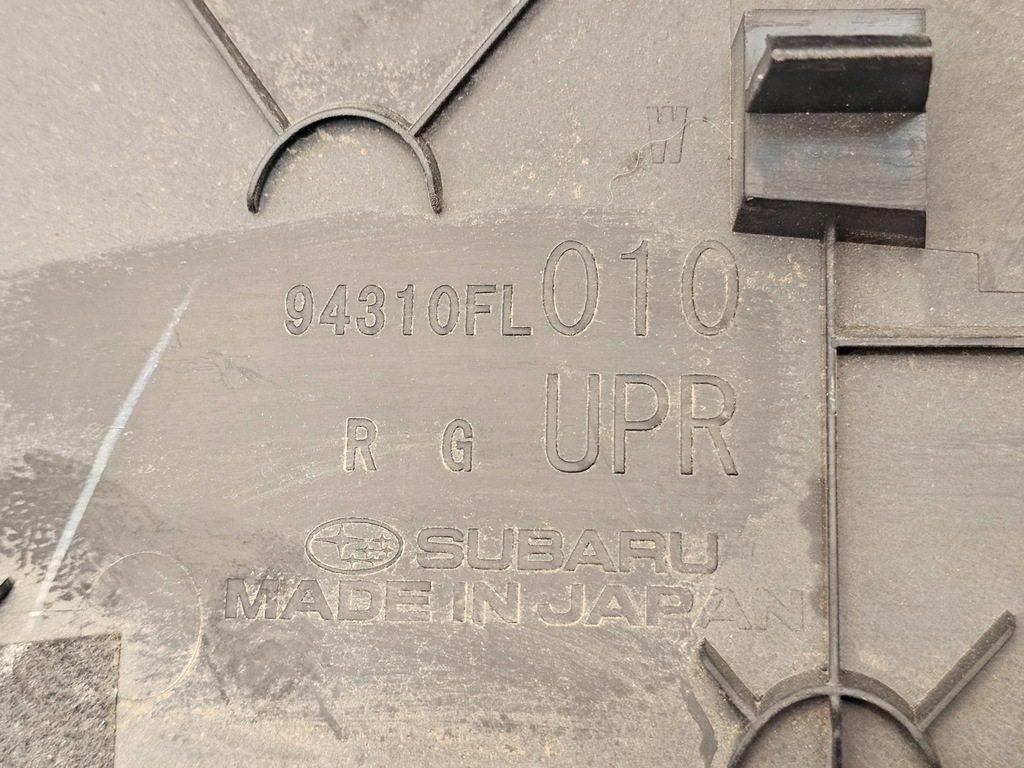 W
94310FL010
R G UPR
SUBARU
MADE IN JAPAN